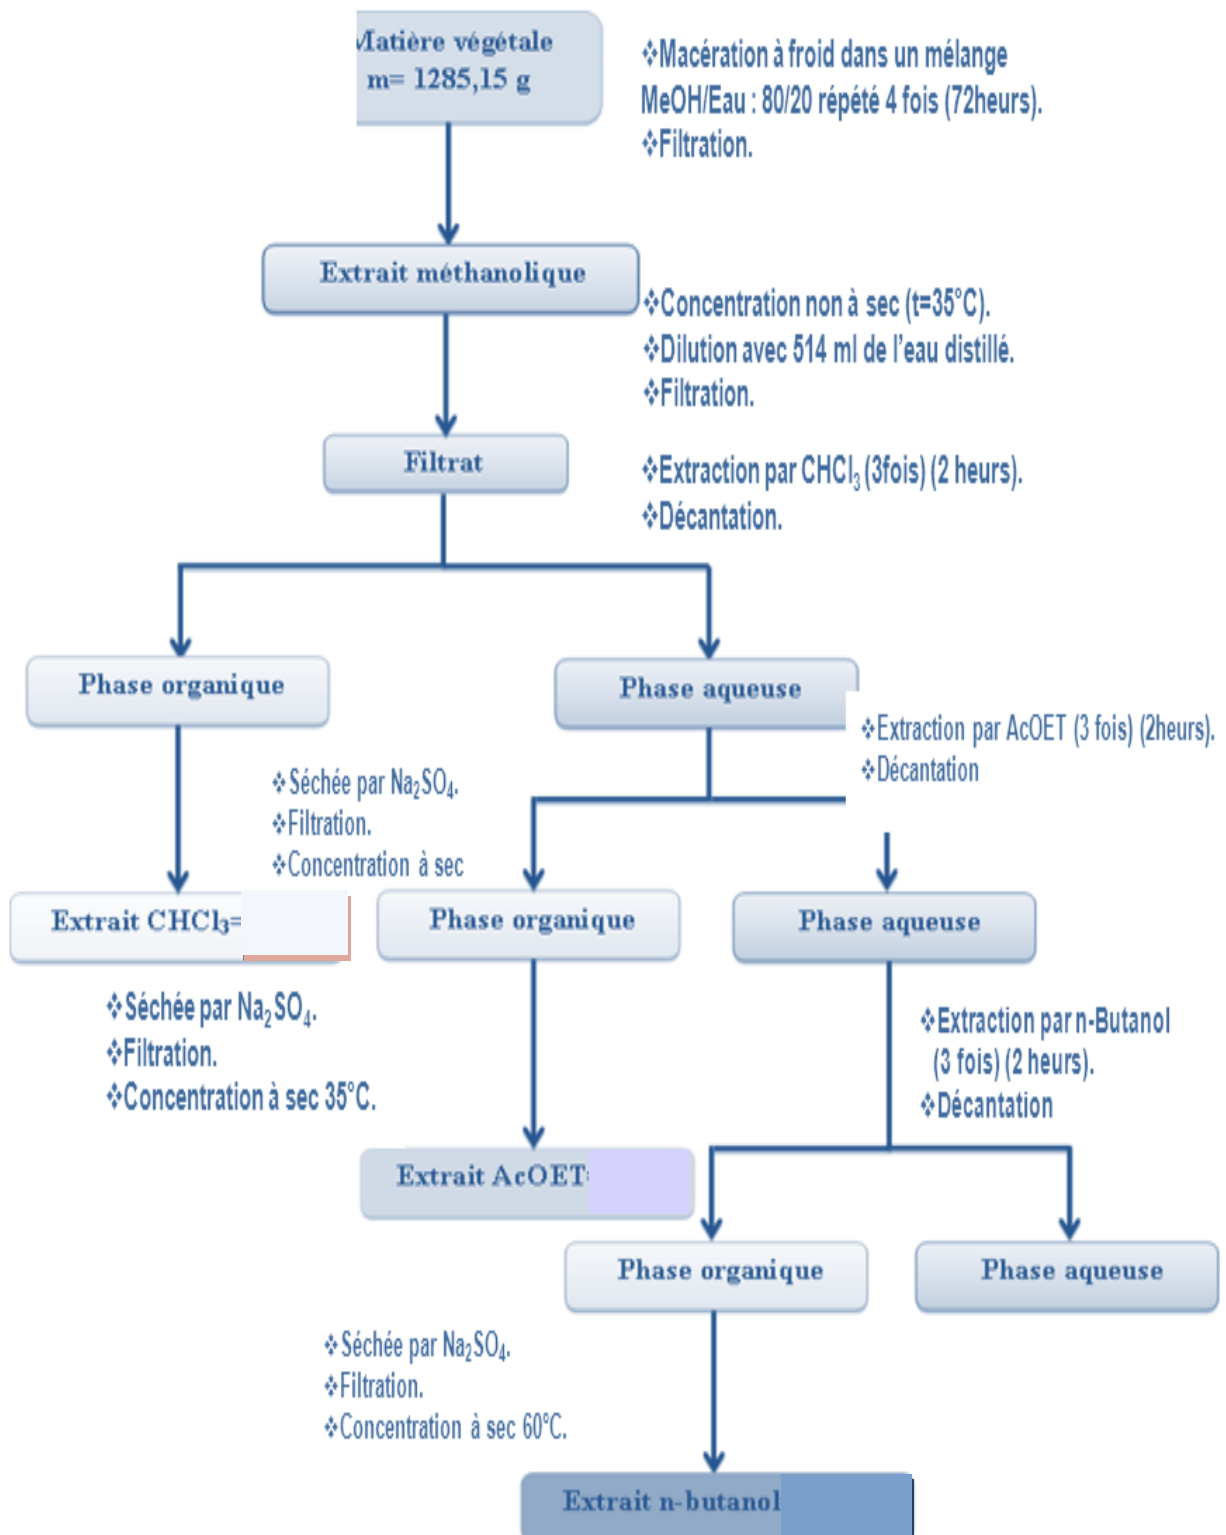 Matière végétale
m= 1285,15 g
❖Macération à froid dans un mélange
MeOH/Eau : 80/20 répété 4 fois (72heurs).
❖Filtration.
Extrait méthanolique
❖Concentration non à sec (t=35°C).
❖Dilution avec 514 ml de l'eau distillé.
❖Filtration.
Filtrat
❖Extraction par CHCl₃ (3fois) (2 heurs).
❖Décantation.
Phase organique
Phase aqueuse
❖Extraction par AcOET (3 fois) (2heurs).
❖Décantation
❖Séchée par Na₂SO₄.
❖Filtration.
❖Concentration à sec
Extrait CHCl₃=
Phase organique
Phase aqueuse
❖Séchée par Na₂SO₄.
❖Filtration.
❖Concentration à sec 35°C.
❖Extraction par n-Butanol
(3 fois) (2 heurs).
❖Décantation
Extrait AcOET
Phase organique
Phase aqueuse
❖Séchée par Na₂SO₄.
❖Filtration.
❖Concentration à sec 60°C.
Extrait n-butanol